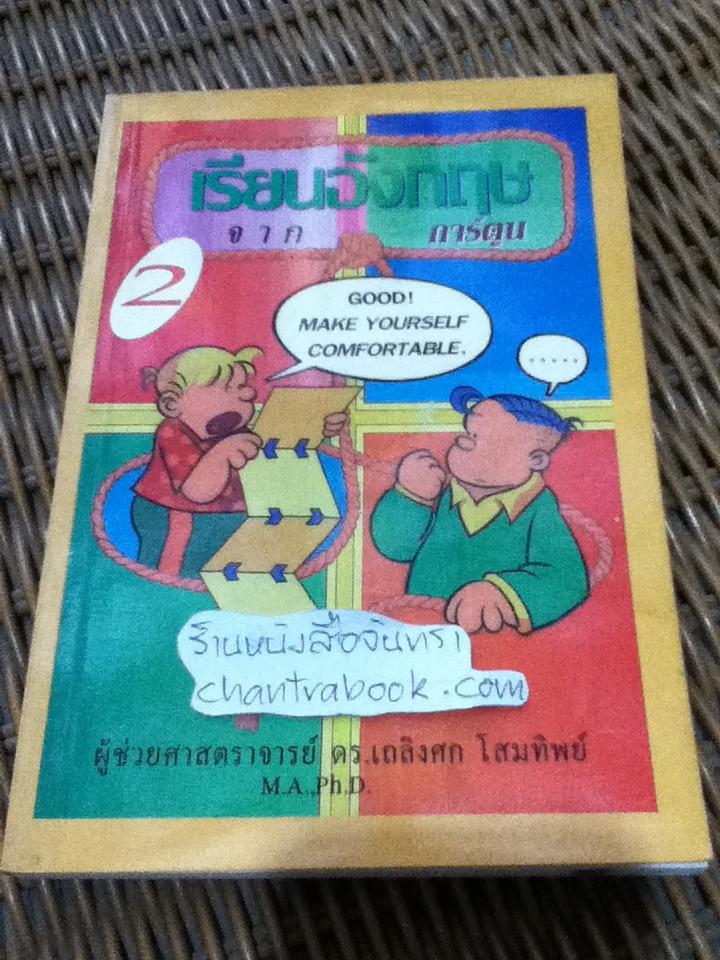 เรียนอังกฤษ
จาก การ์ตูน
2
GOOD!
MAKE YOURSELF
COMFORTABLE,
.....
ร้านหนังสือจันทรา
chantrabook.com
ผู้ช่วยศาสตราจารย์ ดร.เถลิงศก โสมทิพย์
M.A.,Ph.D.